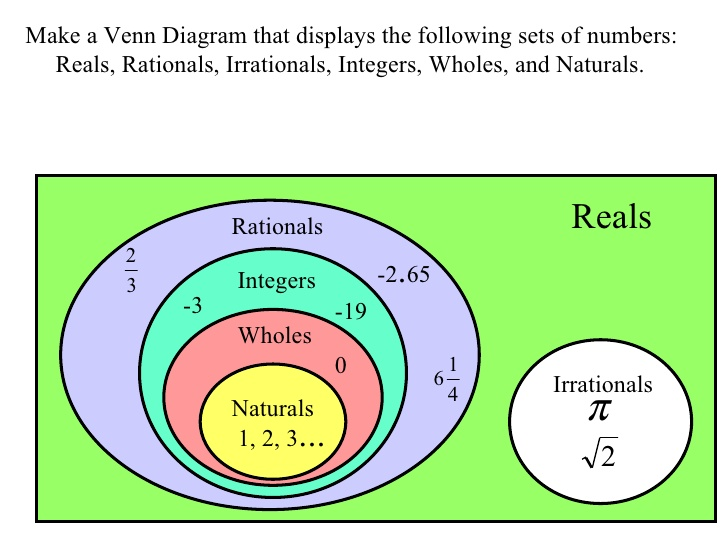 Make a Venn Diagram that displays the following sets of numbers:
Reals, Rationals, Irrationals, Integers, Wholes, and Naturals.
Reals
Rationals
2/3
-2.65
Integers
-3
-19
Wholes
0
6 1/4
Naturals
1, 2, 3...
Irrationals
π
√2